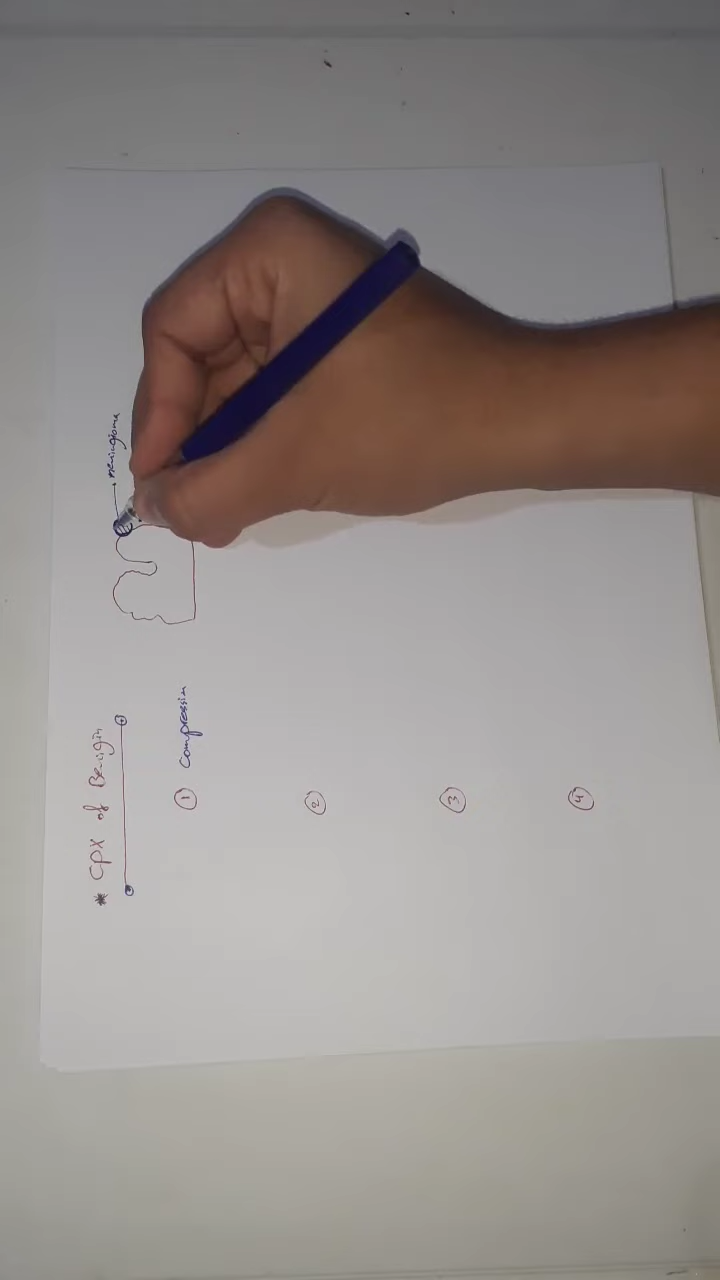 * CPX of Benign
① Compression
meningioma
②
③
④